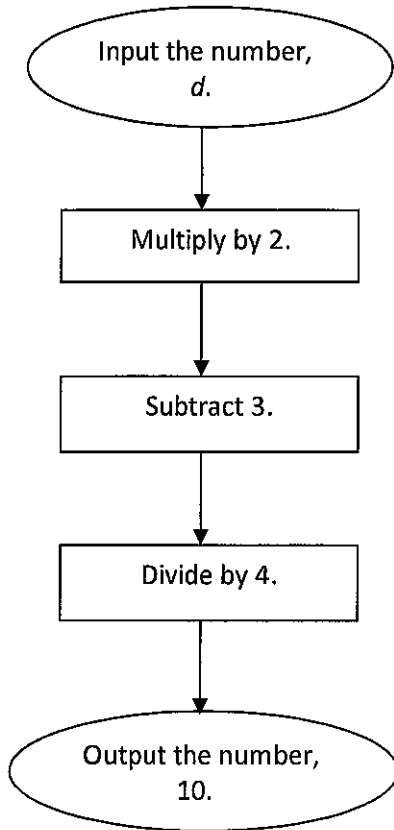 Input the number,
d.
Multiply by 2.
Subtract 3.
Divide by 4.
Output the number,
10.